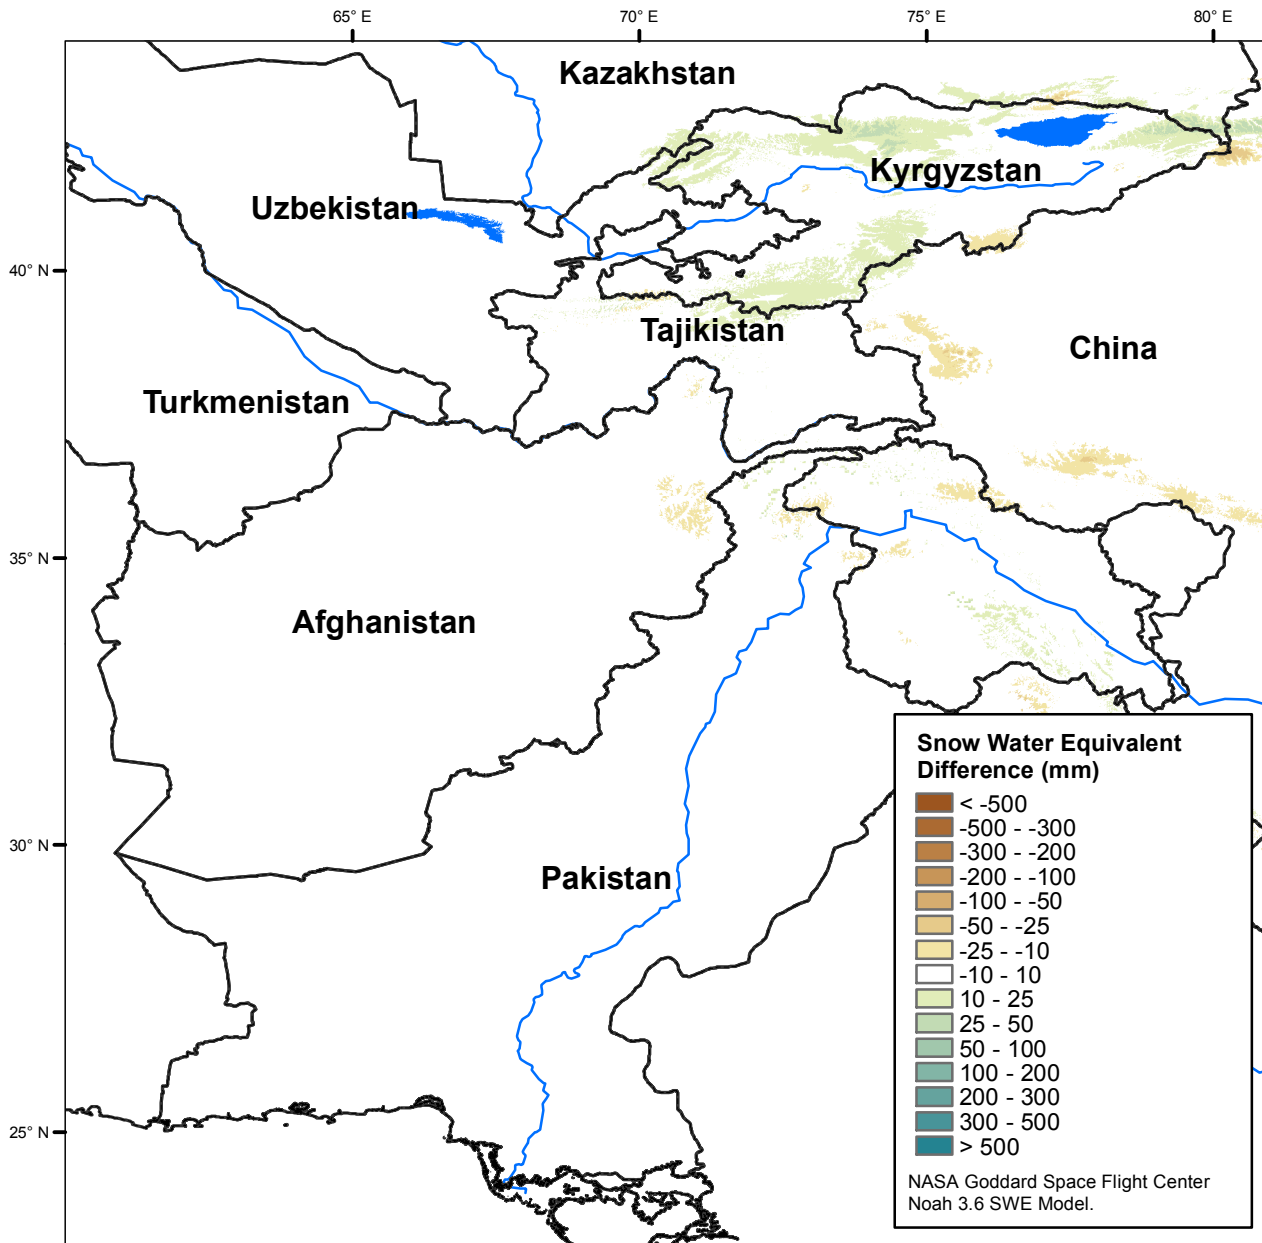 65° E
70° E
75° E
80° E
Kazakhstan
Kyrgyzstan
Uzbekistan
40° N
Tajikistan
China
Turkmenistan
35° N
Afghanistan
30° N
Pakistan
25° N
Snow Water Equivalent
Difference (mm)
< -500
-500 - -300
-300 - -200
-200 - -100
-100 - -50
-50 - -25
-25 - -10
-10 - 10
10 - 25
25 - 50
50 - 100
100 - 200
200 - 300
300 - 500
> 500
NASA Goddard Space Flight Center
Noah 3.6 SWE Model.